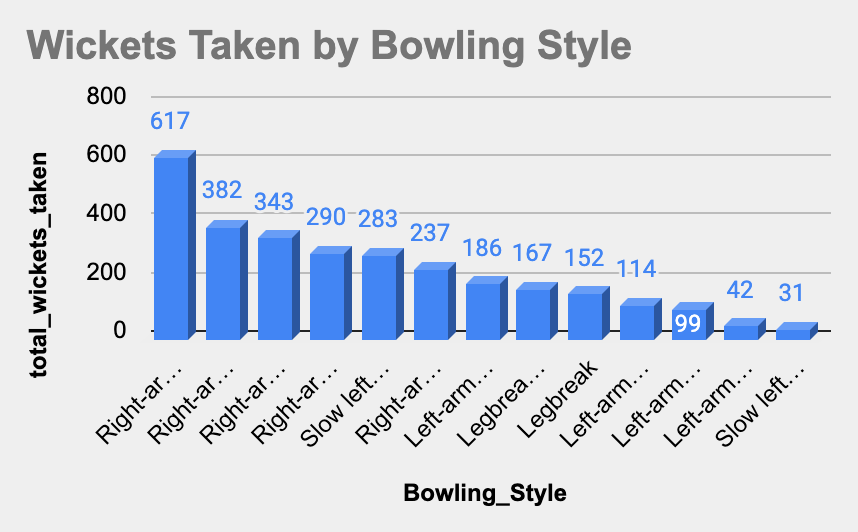 Wickets Taken by Bowling Style
total_wickets_taken
800
600
400
200
0
617
382
343
290
283
237
186
167
152
114
99
42
31
Right-ar…
Right-ar…
Right-ar…
Right-ar…
Slow left…
Right-ar…
Left-arm…
Legbrea…
Legbreak
Left-arm…
Left-arm…
Left-arm…
Slow left…
Bowling_Style